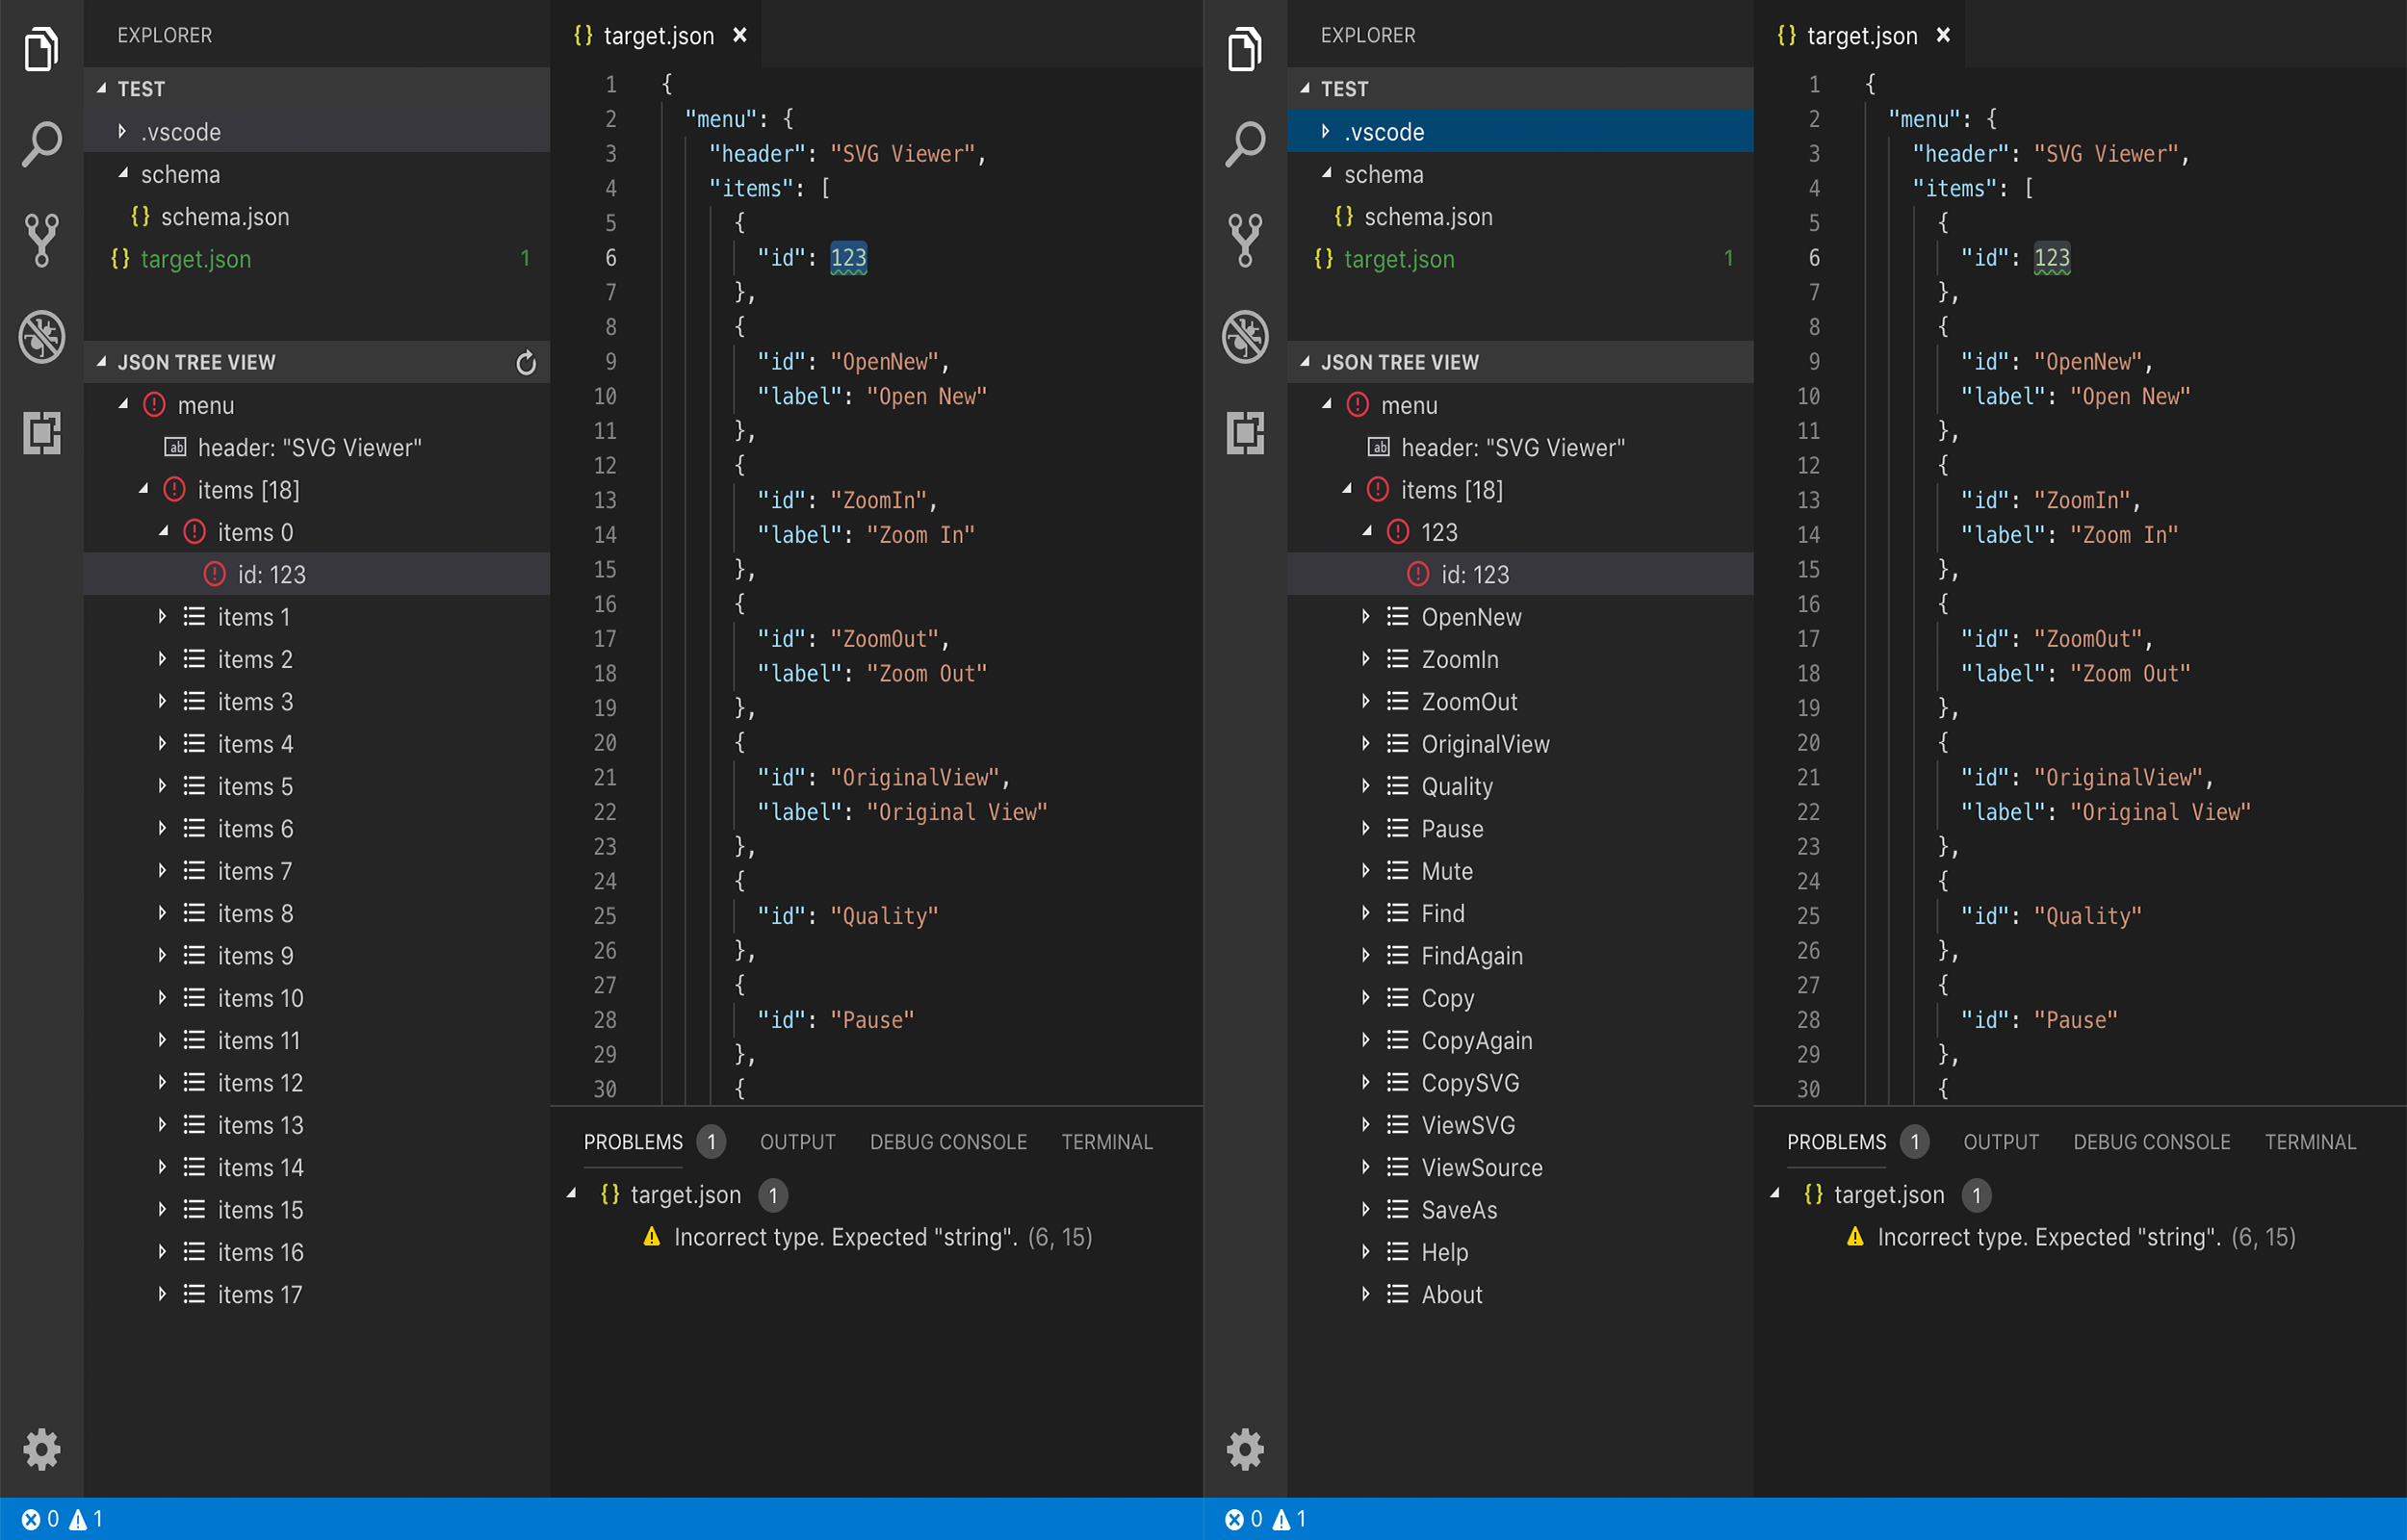 EXPLORER
TEST
.vscode
schema
{} schema.json
{} target.json 1
JSON TREE VIEW
menu
ab header: "SVG Viewer"
items [18]
items 0
id: 123
items 1
items 2
items 3
items 4
items 5
items 6
items 7
items 8
items 9
items 10
items 11
items 12
items 13
items 14
items 15
items 16
items 17
{} target.json ×
1 {
2 "menu": {
3 "header": "SVG Viewer",
4 "items": [
5 {
6 "id": 123
7 },
8 {
9 "id": "OpenNew",
10 "label": "Open New"
11 },
12 {
13 "id": "ZoomIn",
14 "label": "Zoom In"
15 },
16 {
17 "id": "ZoomOut",
18 "label": "Zoom Out"
19 },
20 {
21 "id": "OriginalView",
22 "label": "Original View"
23 },
24 {
25 "id": "Quality"
26 },
27 {
28 "id": "Pause"
29 },
30 {
PROBLEMS 1 OUTPUT DEBUG CONSOLE TERMINAL
{} target.json 1
Incorrect type. Expected "string". (6, 15)
0 1
EXPLORER
TEST
.vscode
schema
{} schema.json
{} target.json 1
JSON TREE VIEW
menu
ab header: "SVG Viewer"
items [18]
123
id: 123
OpenNew
ZoomIn
ZoomOut
OriginalView
Quality
Pause
Mute
Find
FindAgain
Copy
CopyAgain
CopySVG
ViewSVG
ViewSource
SaveAs
Help
About
{} target.json ×
1 {
2 "menu": {
3 "header": "SVG Viewer",
4 "items": [
5 {
6 "id": 123
7 },
8 {
9 "id": "OpenNew",
10 "label": "Open New"
11 },
12 {
13 "id": "ZoomIn",
14 "label": "Zoom In"
15 },
16 {
17 "id": "ZoomOut",
18 "label": "Zoom Out"
19 },
20 {
21 "id": "OriginalView",
22 "label": "Original View"
23 },
24 {
25 "id": "Quality"
26 },
27 {
28 "id": "Pause"
29 },
30 {
PROBLEMS 1 OUTPUT DEBUG CONSOLE TERMINAL
{} target.json 1
Incorrect type. Expected "string". (6, 15)
0 1